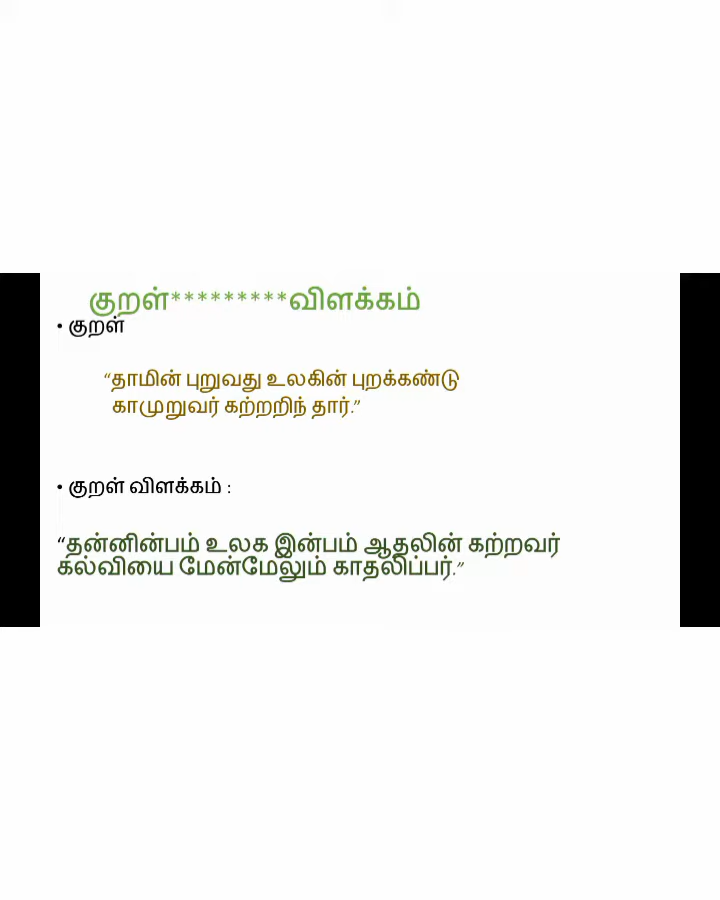 குறள்*********விளக்கம்
• குறள்
“தாமின் புறுவது உலகின் புறக்கண்டு
காமுறுவர் கற்றறிந் தார்.”
• குறள் விளக்கம் :
“தன்னின்பம் உலக இன்பம் ஆதலின் கற்றவர்
கல்வியை மேன்மேலும் காதலிப்பர்.”